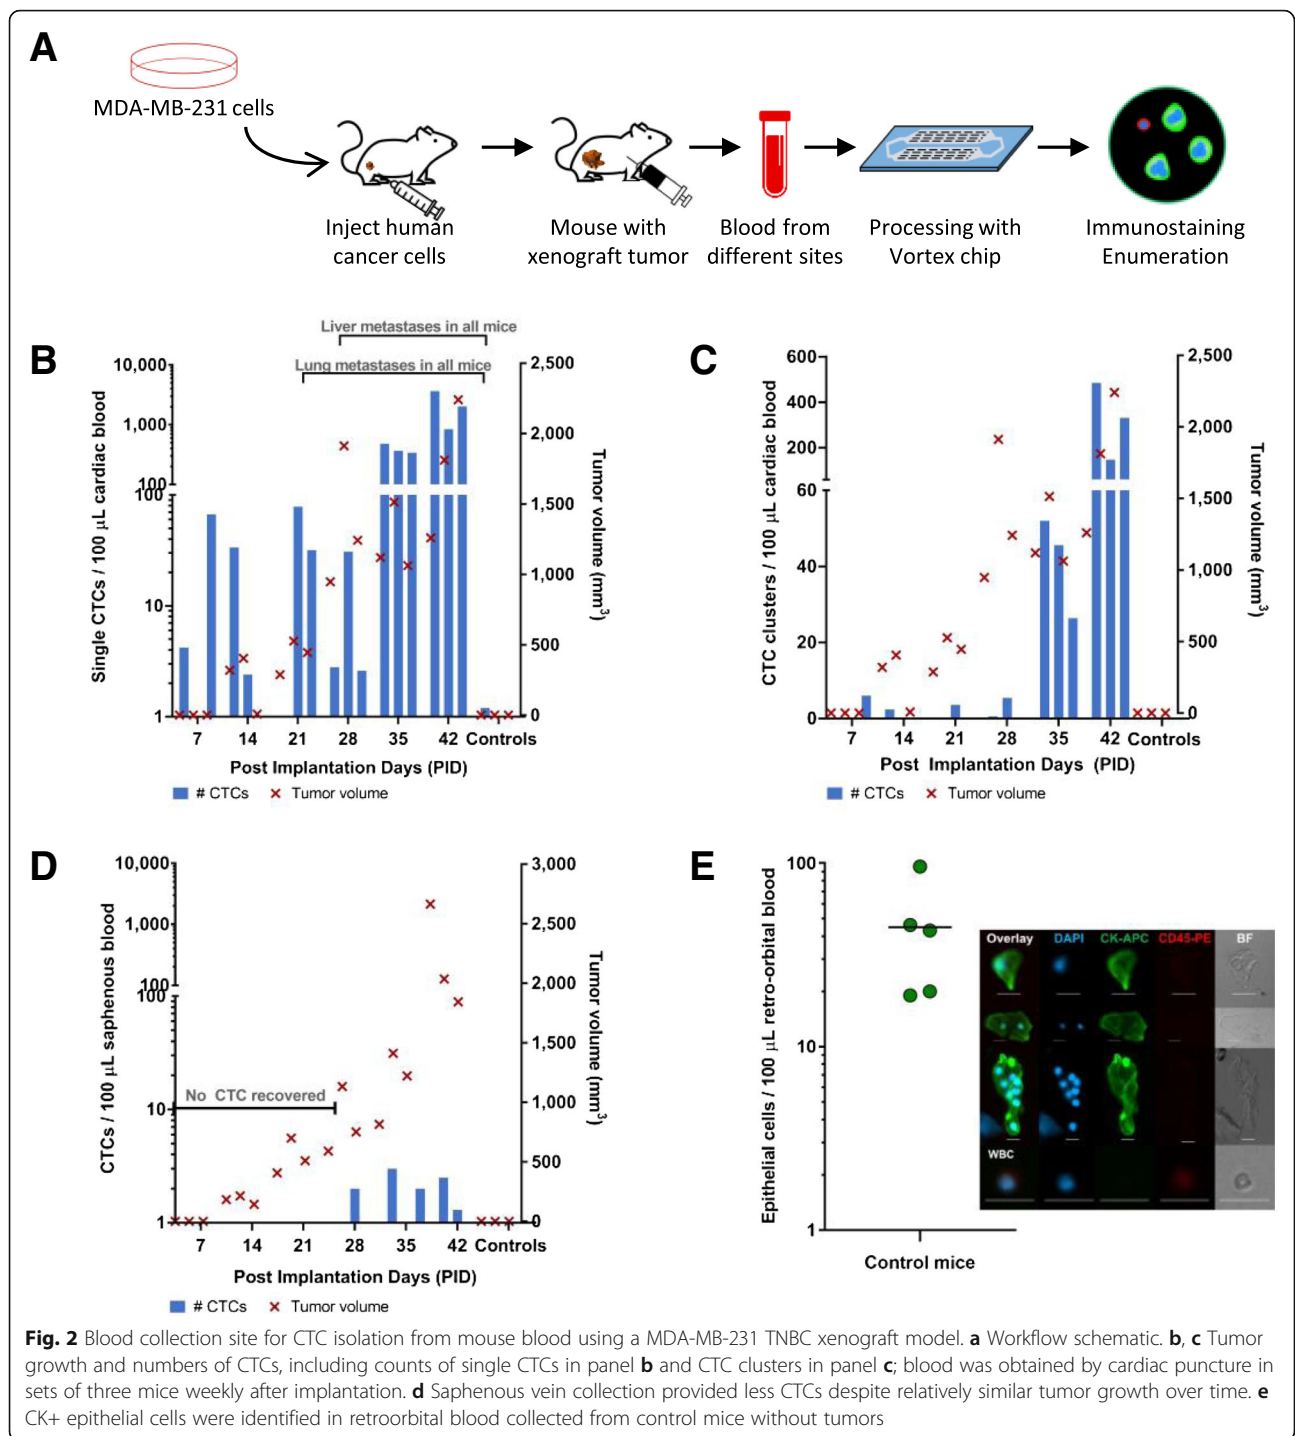 A
MDA-MB-231 cells
Inject human
cancer cells
Mouse with
xenograft tumor
Blood from
different sites
Processing with
Vortex chip
Immunostaining
Enumeration
B
Liver metastases in all mice
Lung metastases in all mice
Single CTCs / 100 μL cardiac blood
10,000
1,000
100
100
10
1
2,500
2,000
1,500
1,000
500
0
Tumor volume (mm3)
7 14 21 28 35 42 Controls
Post Implantation Days (PID)
# CTCs Tumor volume
C
CTC clusters / 100 μL cardiac blood
600
400
200
60
40
20
0
2,500
2,000
1,500
1,000
500
0
Tumor volume (mm3)
7 14 21 28 35 42 Controls
Post Implantation Days (PID)
# CTCs Tumor volume
D
CTCs / 100 μL saphenous blood
10,000
1,000
100
100
10
1
No CTC recovered
3,000
2,500
2,000
1,500
1,000
500
0
Tumor volume (mm3)
7 14 21 28 35 42 Controls
Post Implantation Days (PID)
# CTCs Tumor volume
E
Epithelial cells / 100 μL retro-orbital blood
100
10
1
Control mice
Overlay DAPI CK-APC CD45-PE BF
WBC
Fig. 2 Blood collection site for CTC isolation from mouse blood using a MDA-MB-231 TNBC xenograft model. a Workflow schematic. b, c Tumor
growth and numbers of CTCs, including counts of single CTCs in panel b and CTC clusters in panel c; blood was obtained by cardiac puncture in
sets of three mice weekly after implantation. d Saphenous vein collection provided less CTCs despite relatively similar tumor growth over time. e
CK+ epithelial cells were identified in retroorbital blood collected from control mice without tumors